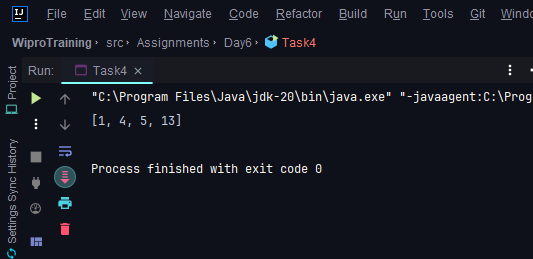 IJ File Edit View Navigate Code Refactor Build Run Tools Git
WiproTraining › src › Assignments › Day6 › Task4
Run: Task4 ×
"C:\Program Files\Java\jdk-20\bin\java.exe" "-javaagent:C:\Prog
[1, 4, 5, 13]
Process finished with exit code 0
Project
Settings Sync History